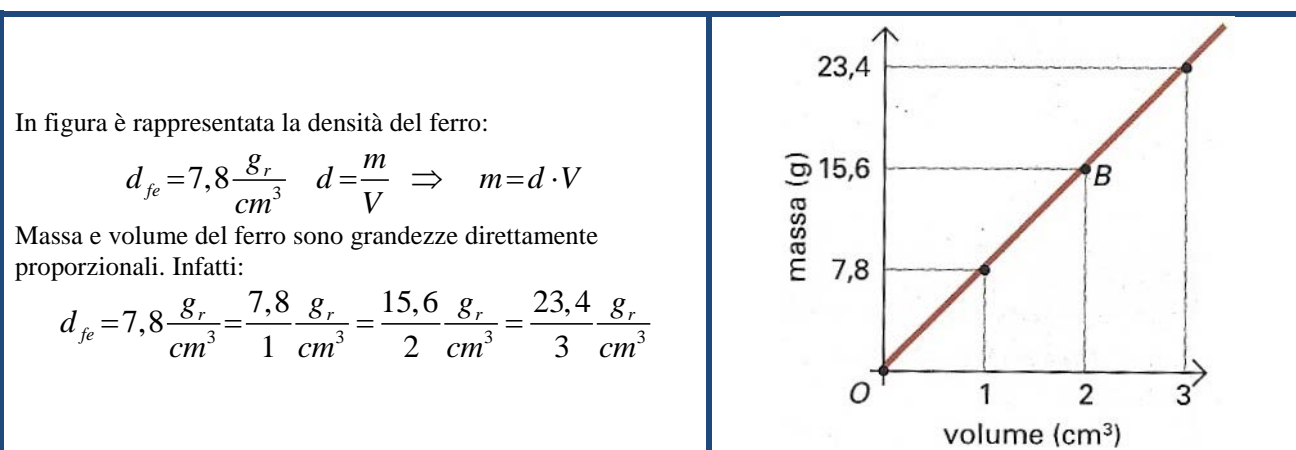 In figura è rappresentata la densità del ferro:
d_fe = 7,8 g_r/cm³   d = m/V ⇒ m = d · V
Massa e volume del ferro sono grandezze direttamente
proporzionali. Infatti:
d_fe = 7,8 g_r/cm³ = 7,8/1 g_r/cm³ = 15,6/2 g_r/cm³ = 23,4/3 g_r/cm³
massa (g)
23,4
15,6
7,8
B
O 1 2 3
volume (cm³)